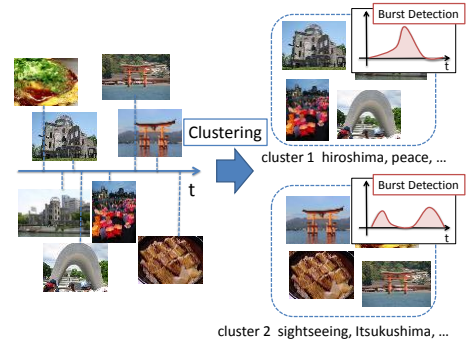 Burst Detection
t
Clustering
t
cluster 1 hiroshima, peace, ...
Burst Detection
t
cluster 2 sightseeing, Itsukushima, ...